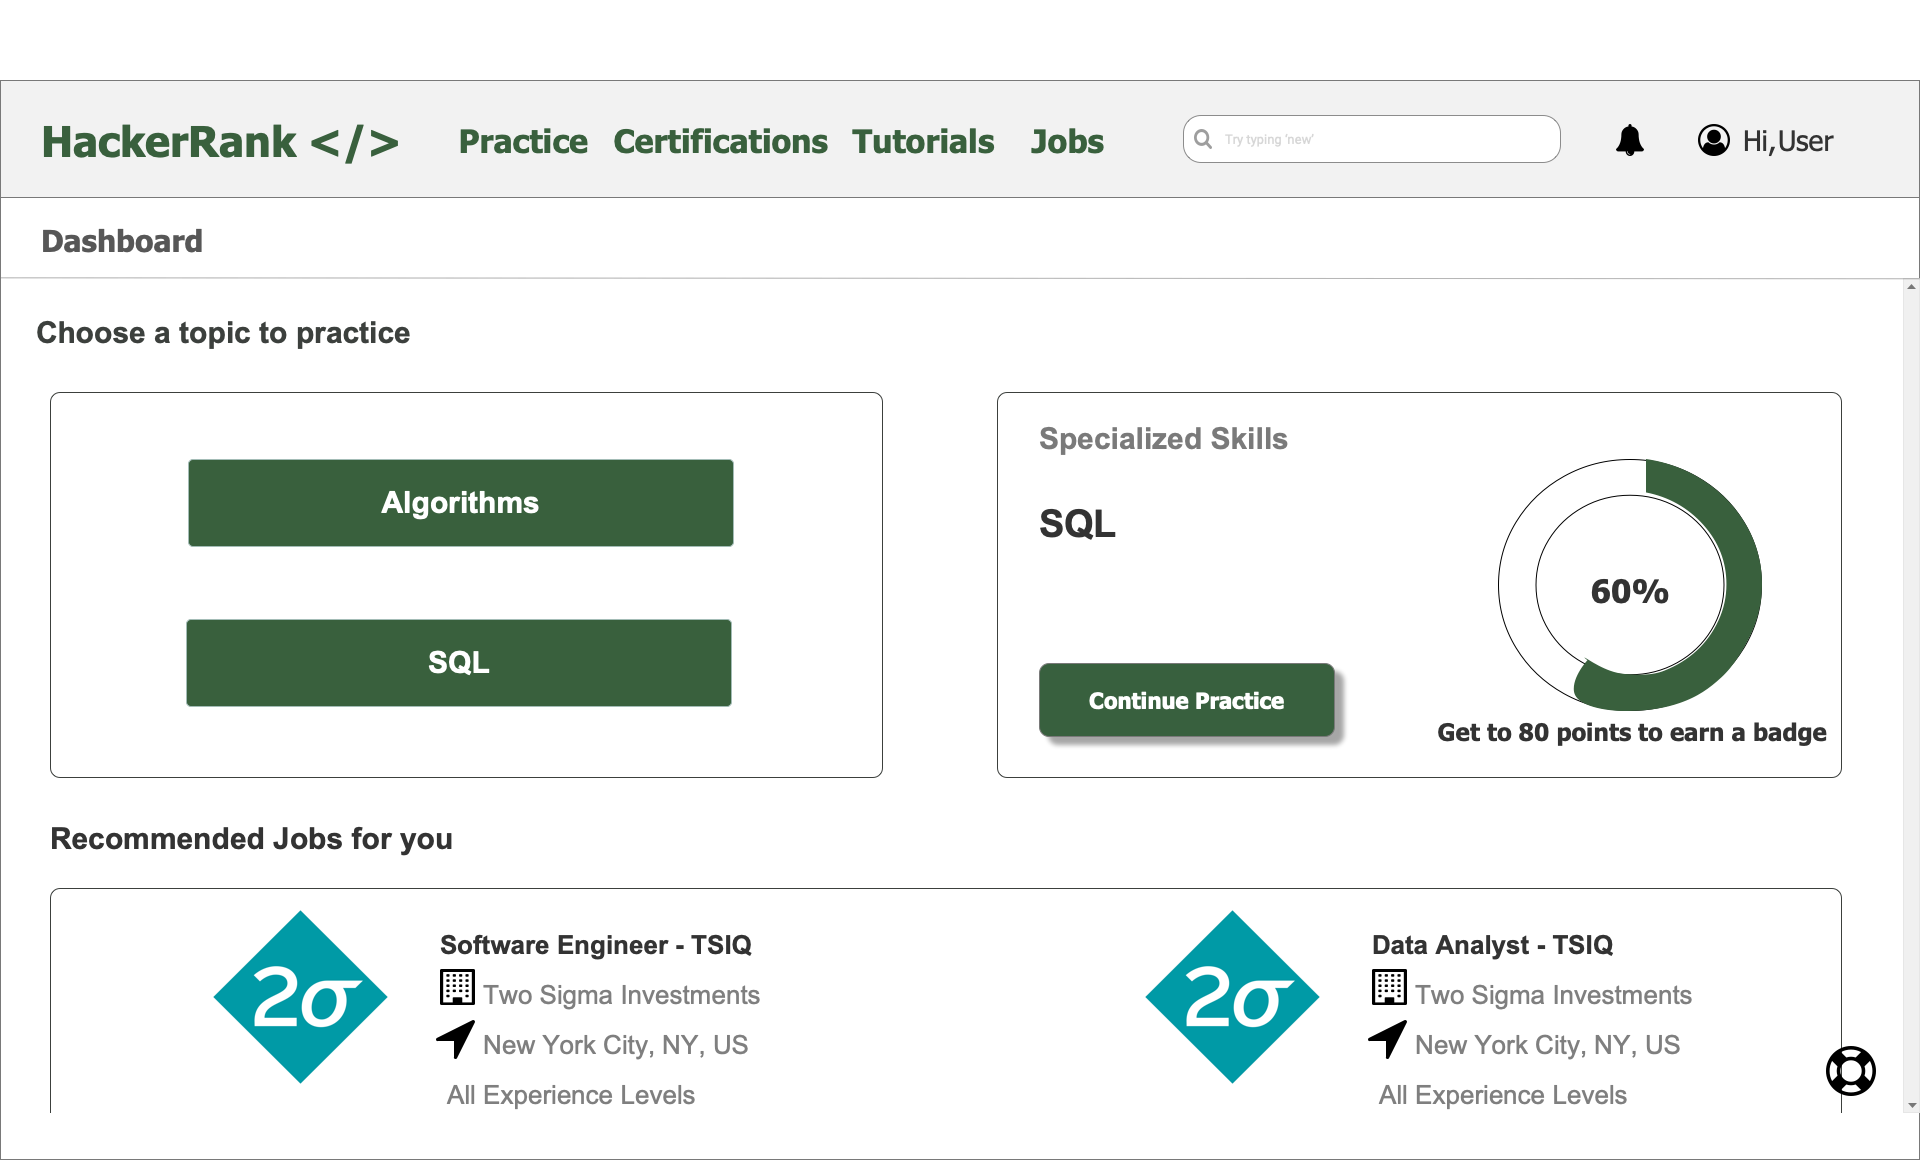 HackerRank </> Practice Certifications Tutorials Jobs Try typing 'new' Hi,User
Dashboard
Choose a topic to practice
Algorithms
SQL
Specialized Skills
SQL
60%
Continue Practice
Get to 80 points to earn a badge
Recommended Jobs for you
2σ
Software Engineer - TSIQ
Two Sigma Investments
New York City, NY, US
All Experience Levels
2σ
Data Analyst - TSIQ
Two Sigma Investments
New York City, NY, US
All Experience Levels